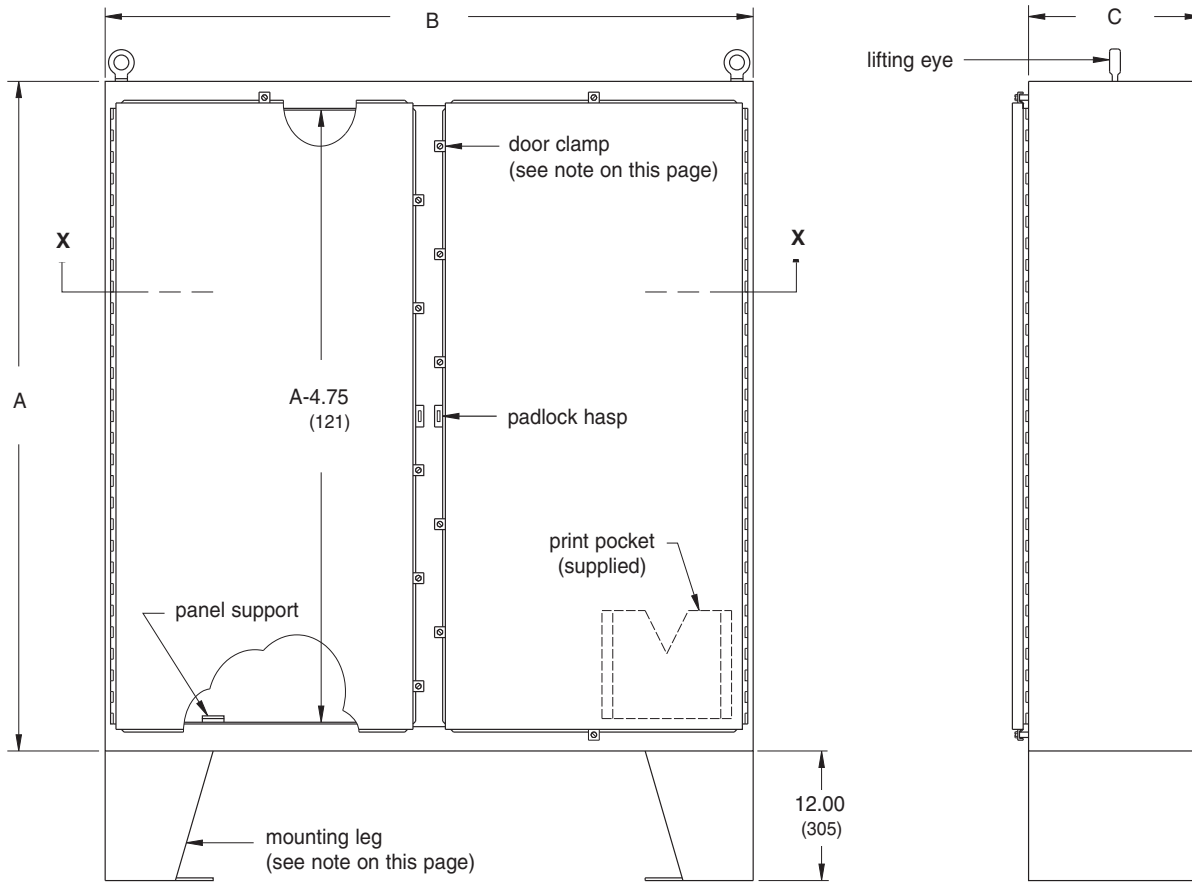 B
C
lifting eye
door clamp
(see note on this page)
X
X
A
A-4.75
(121)
padlock hasp
print pocket
(supplied)
panel support
12.00
(305)
mounting leg
(see note on this page)